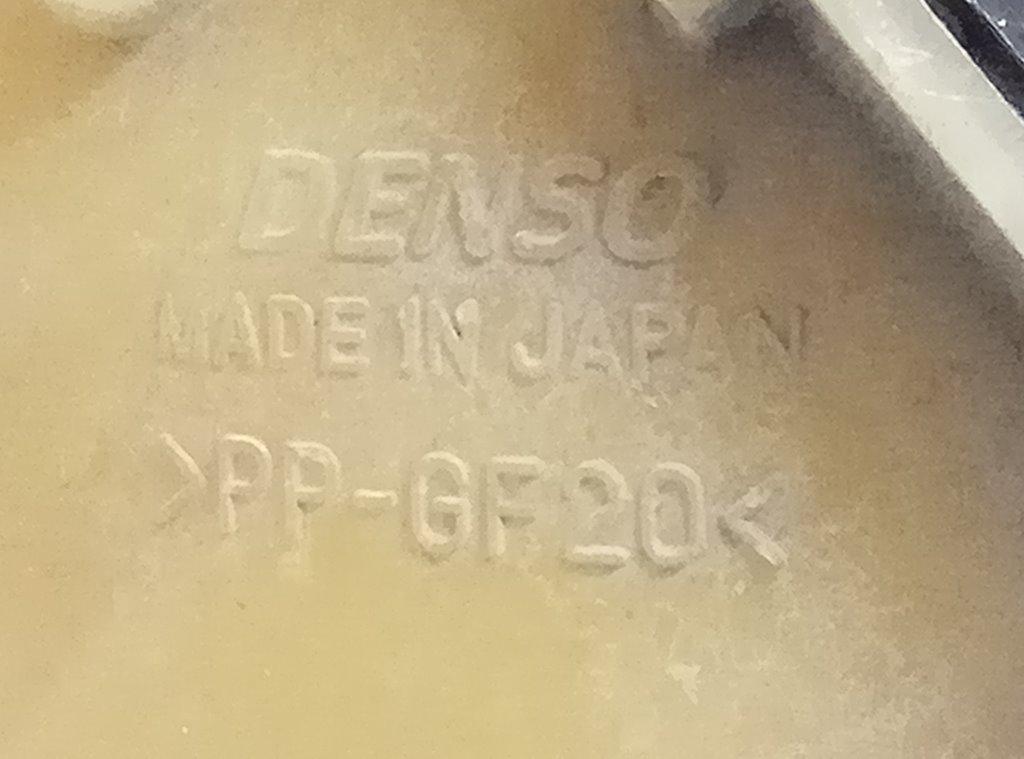 DENSO
MADE IN JAPAN
>PP-GF20<